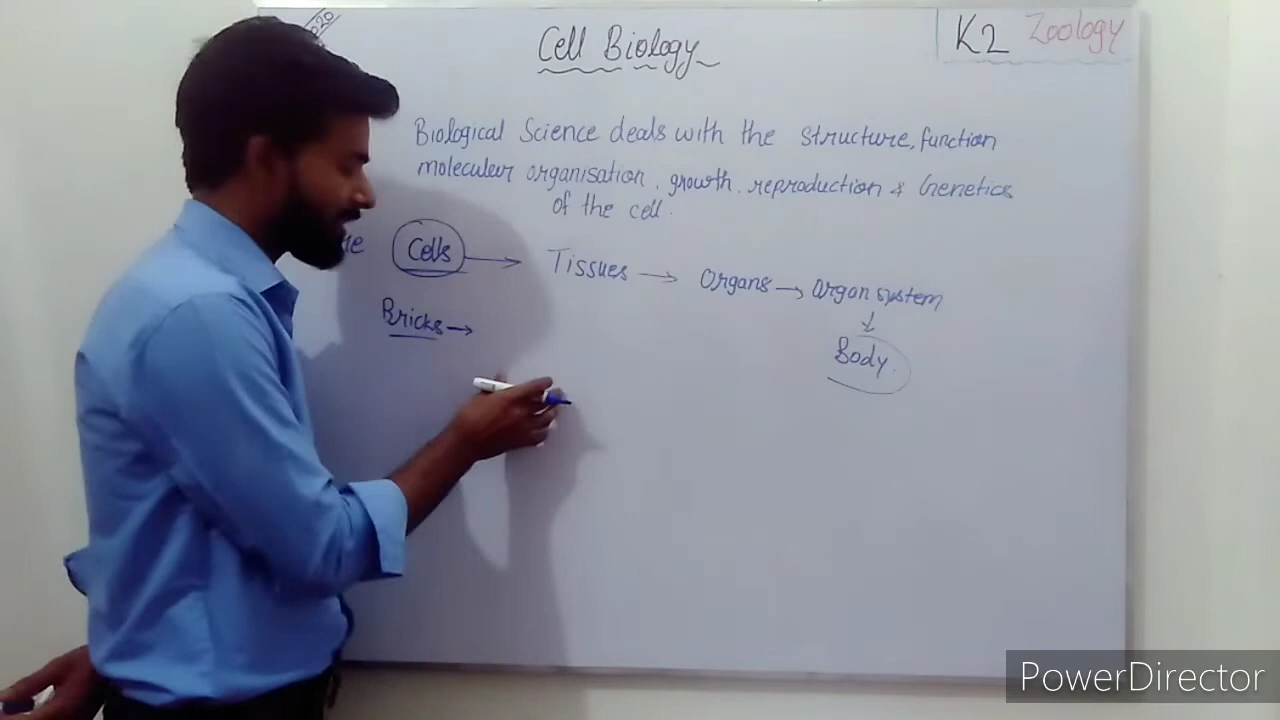 2020
Cell Biology
K2 Zoology
Biological Science deals with the structure, function
moleculer organisation, growth, reproduction & Genetics
of the cell.
Cells → Tissues → Organs → organ system
↓
Bricks →
Body.
PowerDirector